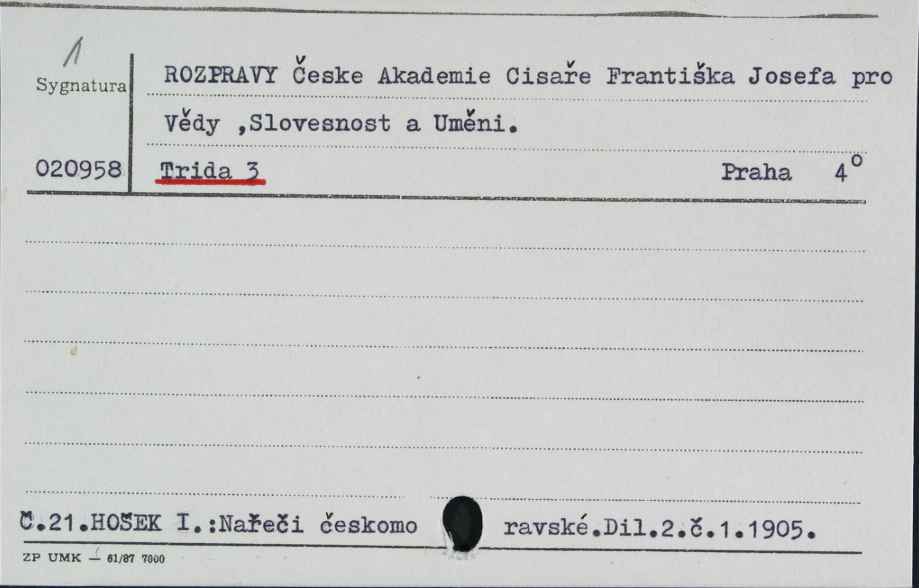 1
Sygnatura
ROZPRAVY Česke Akademie Cisaře Františka Josefa pro
Vědy ,Slovesnost a Uměni.
020958 Trida 3 Praha 4°
Č.21.HOŠEK I.:Nařeči českomo ravské.Dil.2.č.1.1905.
ZP UMK — 61/87 7000